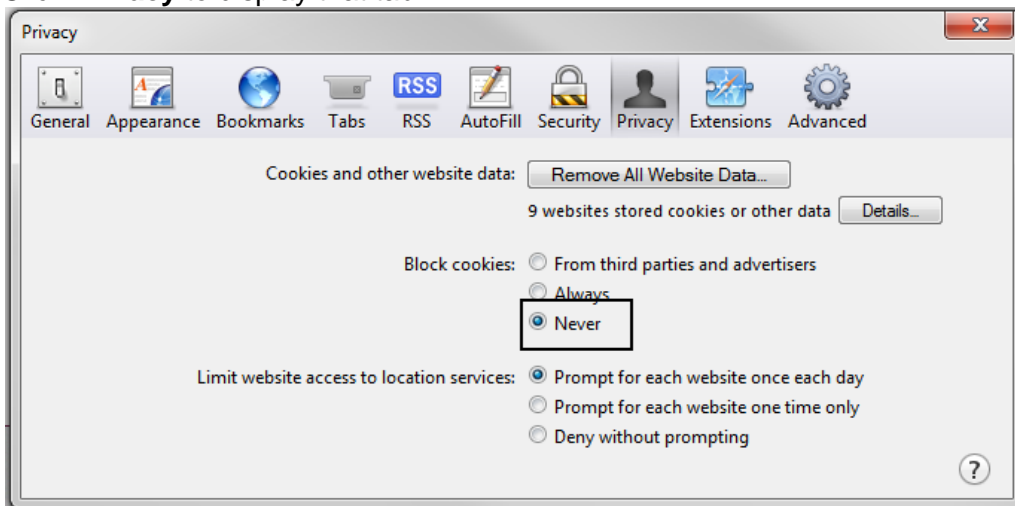 Privacy
General Appearance Bookmarks Tabs RSS AutoFill Security Privacy Extensions Advanced
RSS
Cookies and other website data: Remove All Website Data...
9 websites stored cookies or other data Details...
Block cookies: From third parties and advertisers
Always
Never
Limit website access to location services: Prompt for each website once each day
Prompt for each website one time only
Deny without prompting
?